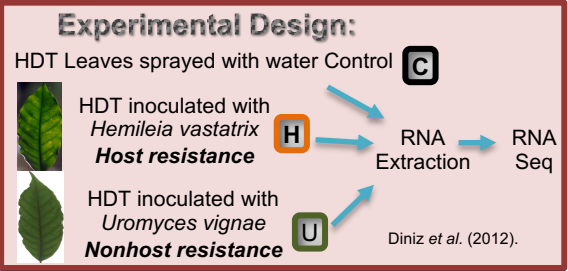 Experimental Design:
HDT Leaves sprayed with water Control C
HDT inoculated with
Hemileia vastatrix
Host resistance
H
RNA
Extraction
RNA
Seq
HDT inoculated with
Uromyces vignae
Nonhost resistance
U
Diniz et al. (2012).